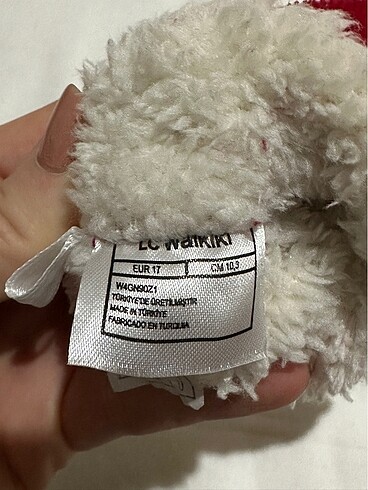 LC Waikiki
EUR 17 CM 10,3
W4GN90Z1
TÜRKİYE'DE ÜRETİLMİŞTİR
MADE IN TÜRKİYE
FABRICADO EN TURQUIA